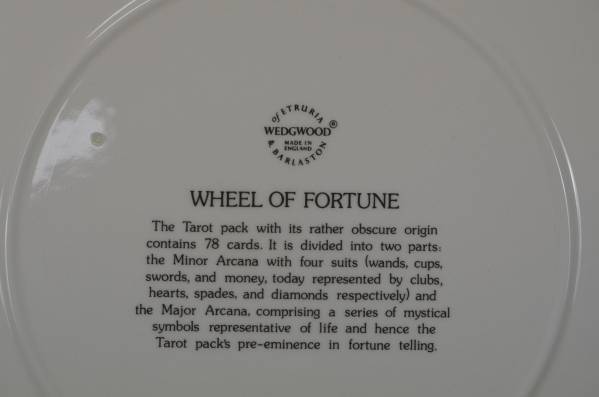 of ETRURIA
WEDGWOOD®
MADE IN
ENGLAND
& BARLASTON
WHEEL OF FORTUNE
The Tarot pack with its rather obscure origin
contains 78 cards. It is divided into two parts:
the Minor Arcana with four suits (wands, cups,
swords, and money, today represented by clubs,
hearts, spades, and diamonds respectively) and
the Major Arcana, comprising a series of mystical
symbols representative of life and hence the
Tarot pack's pre-eminence in fortune telling.